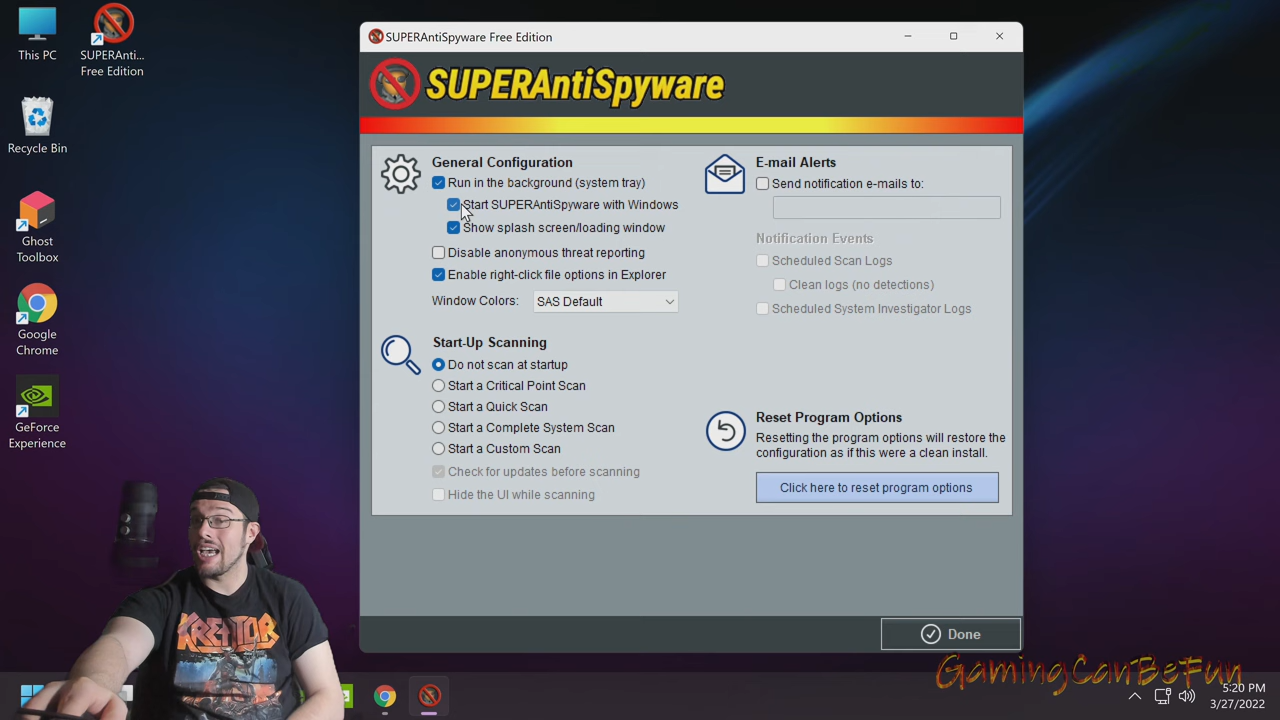 This PC
SUPERAnti...
Free Edition
Recycle Bin
Ghost
Toolbox
Google
Chrome
GeForce
Experience
SUPERAntiSpyware Free Edition
SUPERAntiSpyware
General Configuration
Run in the background (system tray)
Start SUPERAntiSpyware with Windows
Show splash screen/loading window
Disable anonymous threat reporting
Enable right-click file options in Explorer
Window Colors: SAS Default
Start-Up Scanning
Do not scan at startup
Start a Critical Point Scan
Start a Quick Scan
Start a Complete System Scan
Start a Custom Scan
Check for updates before scanning
Hide the UI while scanning
E-mail Alerts
Send notification e-mails to:
Notification Events
Scheduled Scan Logs
Clean logs (no detections)
Scheduled System Investigator Logs
Reset Program Options
Resetting the program options will restore the
configuration as if this were a clean install.
Click here to reset program options
Done
KREATOR
GamingCanBeFun
5:20 PM
3/27/2022